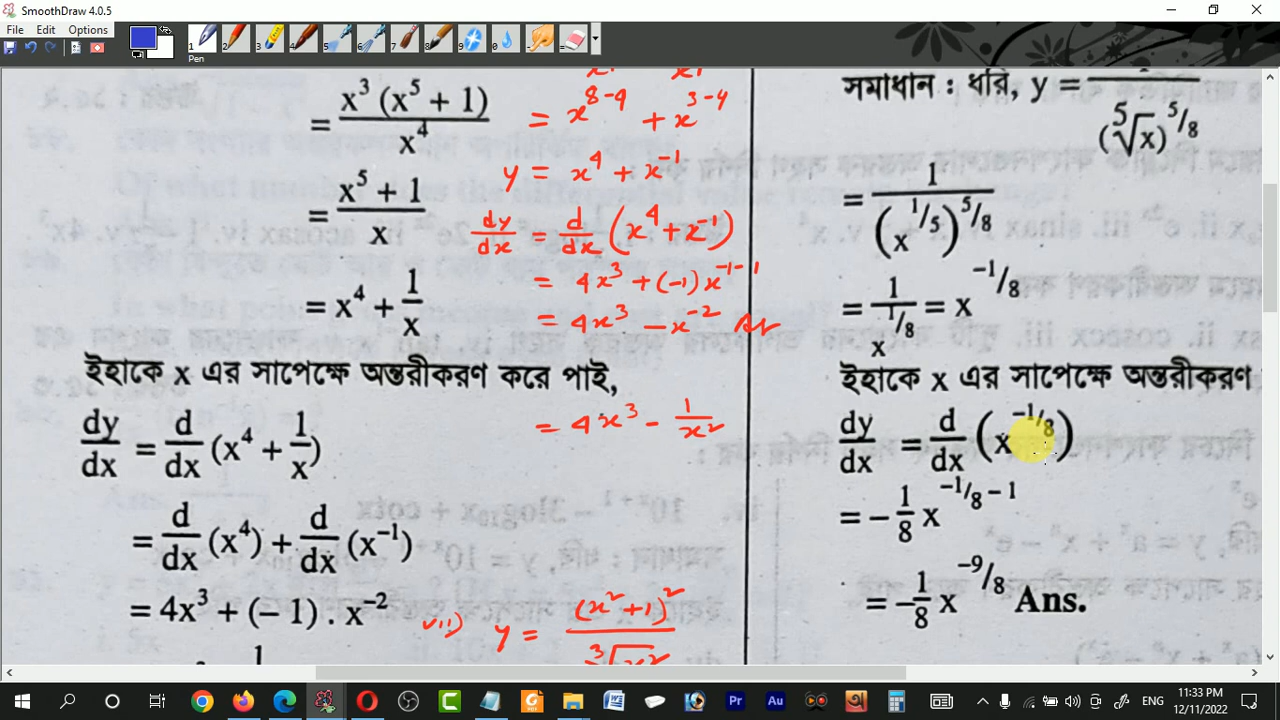 SmoothDraw 4.0.5
File Edit Options
Pen
= x³ (x⁵ + 1) / x⁴
= (x⁵ + 1) / x
= x⁴ + 1/x
ইহাকে x এর সাপেক্ষে অন্তরীকরণ করে পাই,
dy/dx = d/dx (x⁴ + 1/x)
= d/dx (x⁴) + d/dx (x⁻¹)
= 4x³ + (– 1) . x⁻²
= x⁸⁻⁴ + x³⁻⁴
y = x⁴ + x⁻¹
dy/dx = d/dx (x⁴ + x⁻¹)
= 4x³ + (-1) x⁻¹⁻¹
= 4x³ - x⁻²
= 4x³ - 1/x²
vii) y = (x² + 1)² / ³√x²
সমাধান : ধরি, y = 1 / (⁵√x)^5/8
= 1 / (x^1/5)^5/8
= 1 / x^1/8 = x^–1/8
ইহাকে x এর সাপেক্ষে অন্তরীকরণ
dy/dx = d/dx (x^–1/8)
= – 1/8 x^–1/8 – 1
= – 1/8 x^–9/8 Ans.
ENG
11:33 PM
12/11/2022